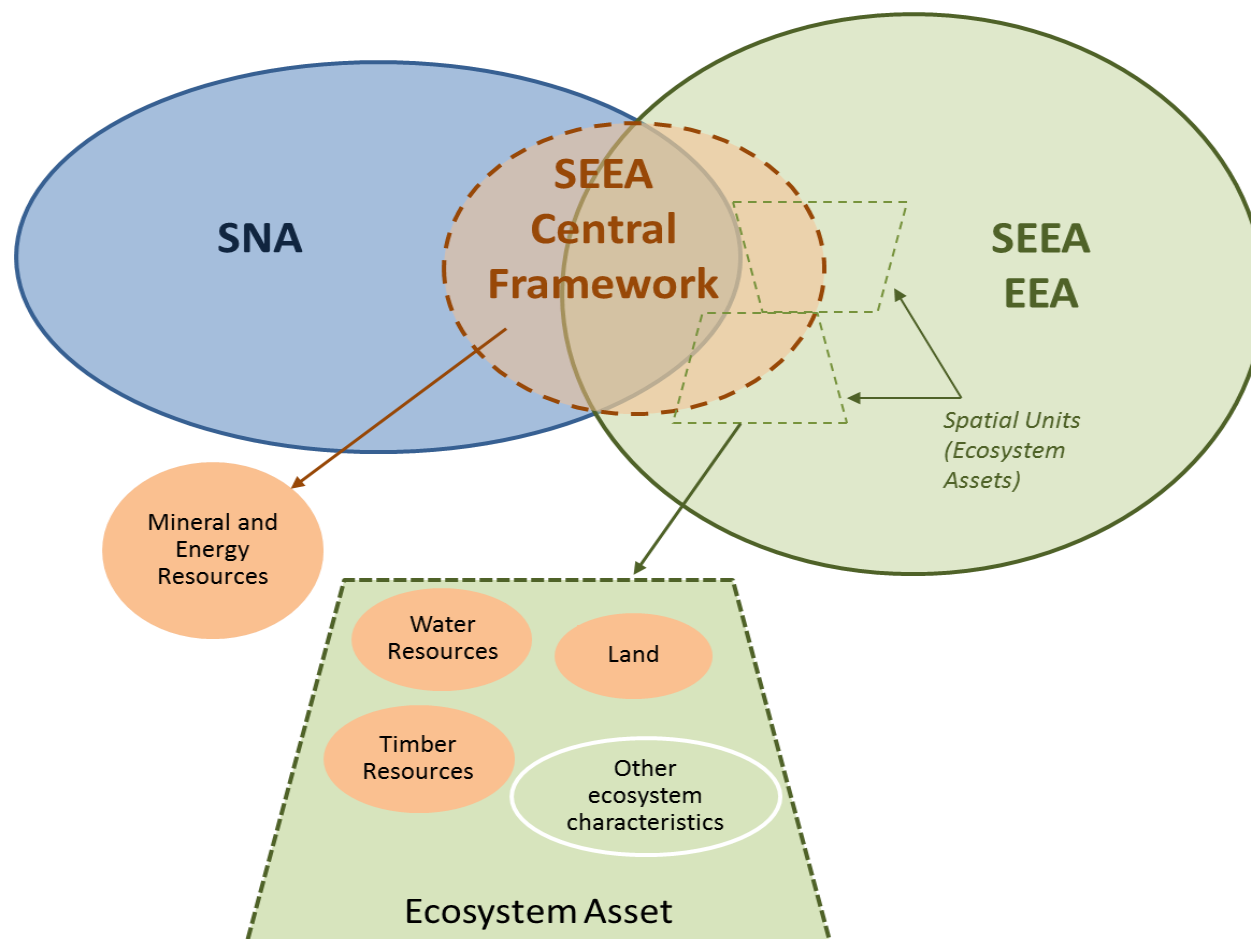 SNA
SEEA
Central
Framework
SEEA
EEA
Spatial Units
(Ecosystem
Assets)
Mineral and
Energy
Resources
Water
Resources
Land
Timber
Resources
Other
ecosystem
characteristics
Ecosystem Asset